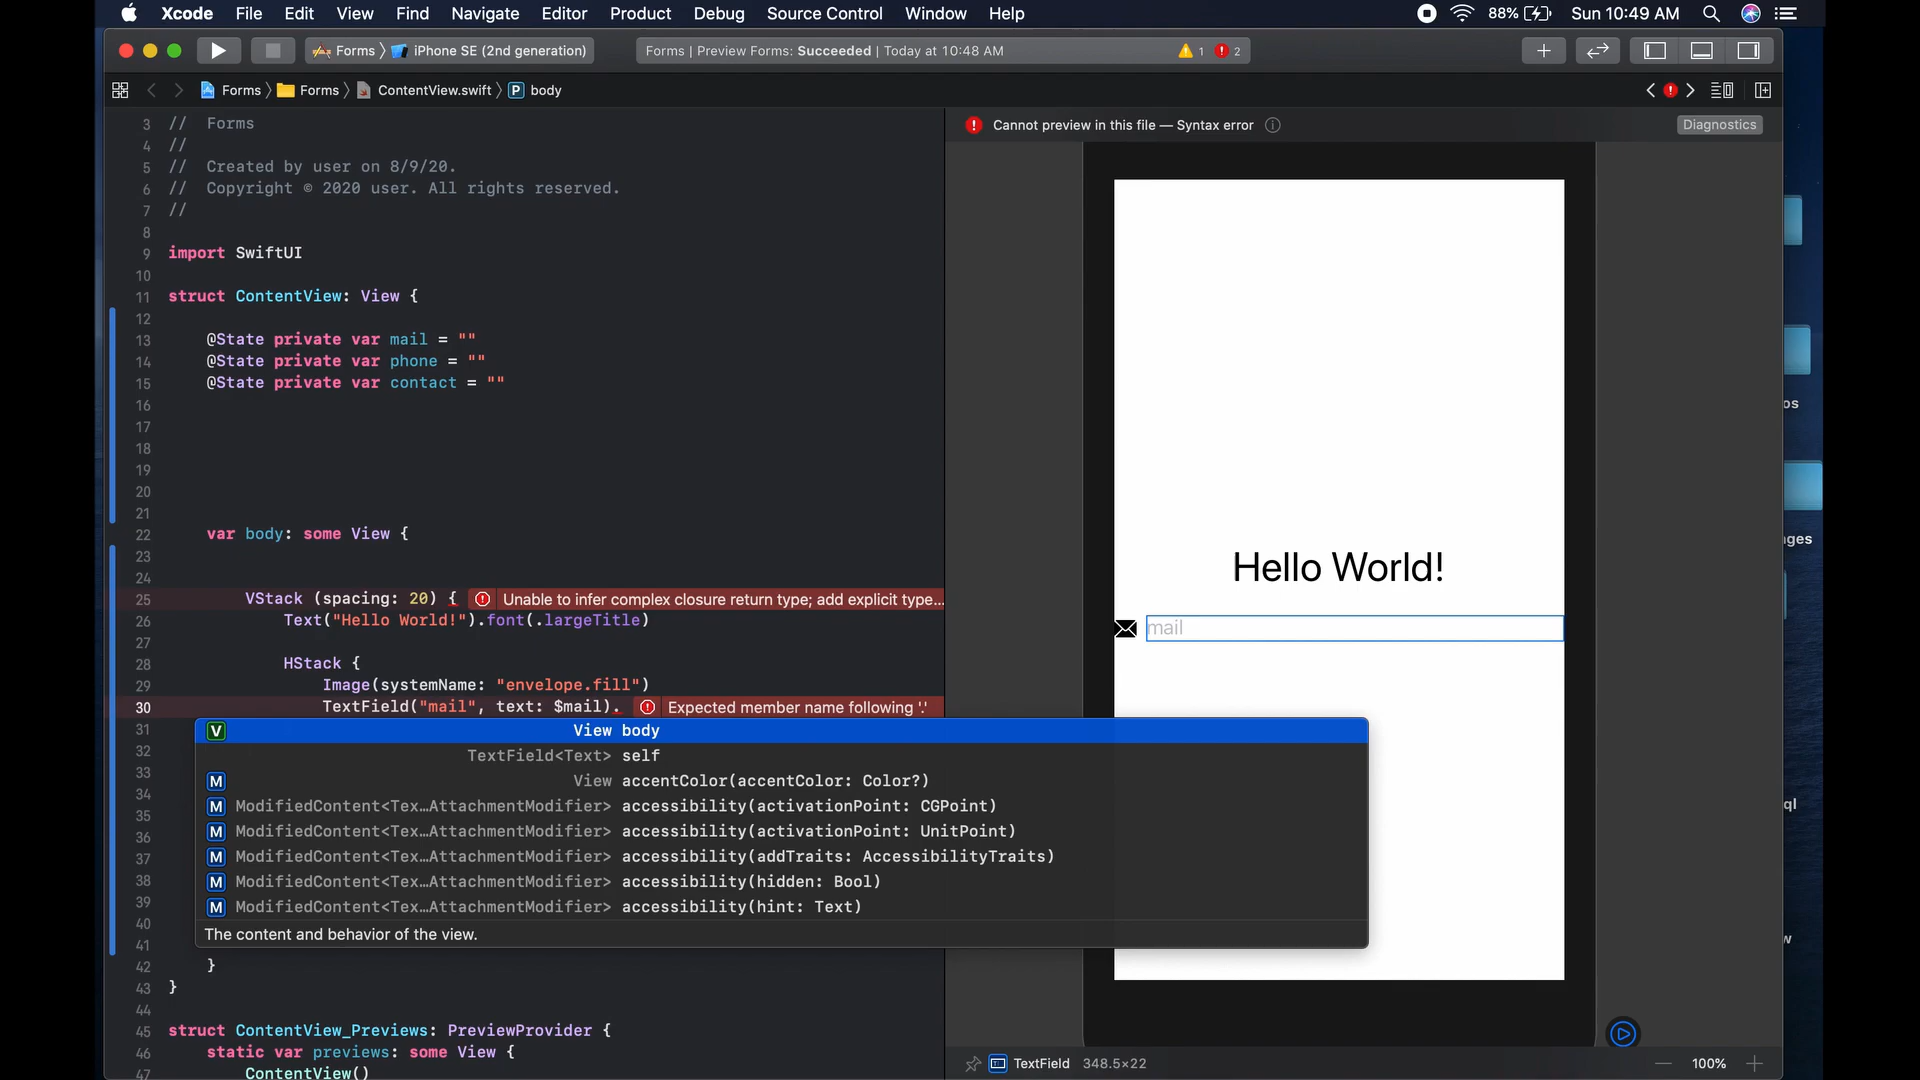 Xcode File Edit View Find Navigate Editor Product Debug Source Control Window Help 88% Sun 10:49 AM
Forms 〉 iPhone SE (2nd generation) Forms | Preview Forms: Succeeded | Today at 10:48 AM 1 2
Forms 〉 Forms 〉 ContentView.swift 〉 P body
Cannot preview in this file — Syntax error Diagnostics
3 // Forms
4 //
5 // Created by user on 8/9/20.
6 // Copyright © 2020 user. All rights reserved.
7 //
8
9 import SwiftUI
10
11 struct ContentView: View {
12
13 @State private var mail = ""
14 @State private var phone = ""
15 @State private var contact = ""
16
17
18
19
20
21
22 var body: some View {
23
24
25 VStack (spacing: 20) { Unable to infer complex closure return type; add explicit type...
26 Text("Hello World!").font(.largeTitle)
27
28 HStack {
29 Image(systemName: "envelope.fill")
30 TextField("mail", text: $mail). Expected member name following '.'
31
32
33
34
35
36
37
38
39
40
41
42 }
43 }
44
45 struct ContentView_Previews: PreviewProvider {
46 static var previews: some View {
47 ContentView()
V View body
TextField<Text> self
M View accentColor(accentColor: Color?)
M ModifiedContent<Tex…AttachmentModifier> accessibility(activationPoint: CGPoint)
M ModifiedContent<Tex…AttachmentModifier> accessibility(activationPoint: UnitPoint)
M ModifiedContent<Tex…AttachmentModifier> accessibility(addTraits: AccessibilityTraits)
M ModifiedContent<Tex…AttachmentModifier> accessibility(hidden: Bool)
M ModifiedContent<Tex…AttachmentModifier> accessibility(hint: Text)
The content and behavior of the view.
Hello World!
mail
TextField 348.5×22 100%
os
ges
ql
w